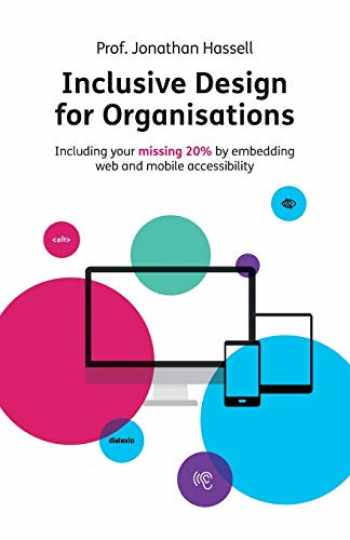 Prof. Jonathan Hassell
Inclusive Design
for Organisations
Including your missing 20% by embedding
web and mobile accessibility
<alt>
dislexia